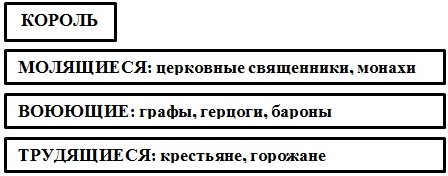 КОРОЛЬ
МОЛЯЩИЕСЯ: церковные священники, монахи
ВОЮЮЩИЕ: графы, герцоги, бароны
ТРУДЯЩИЕСЯ: крестьяне, горожане